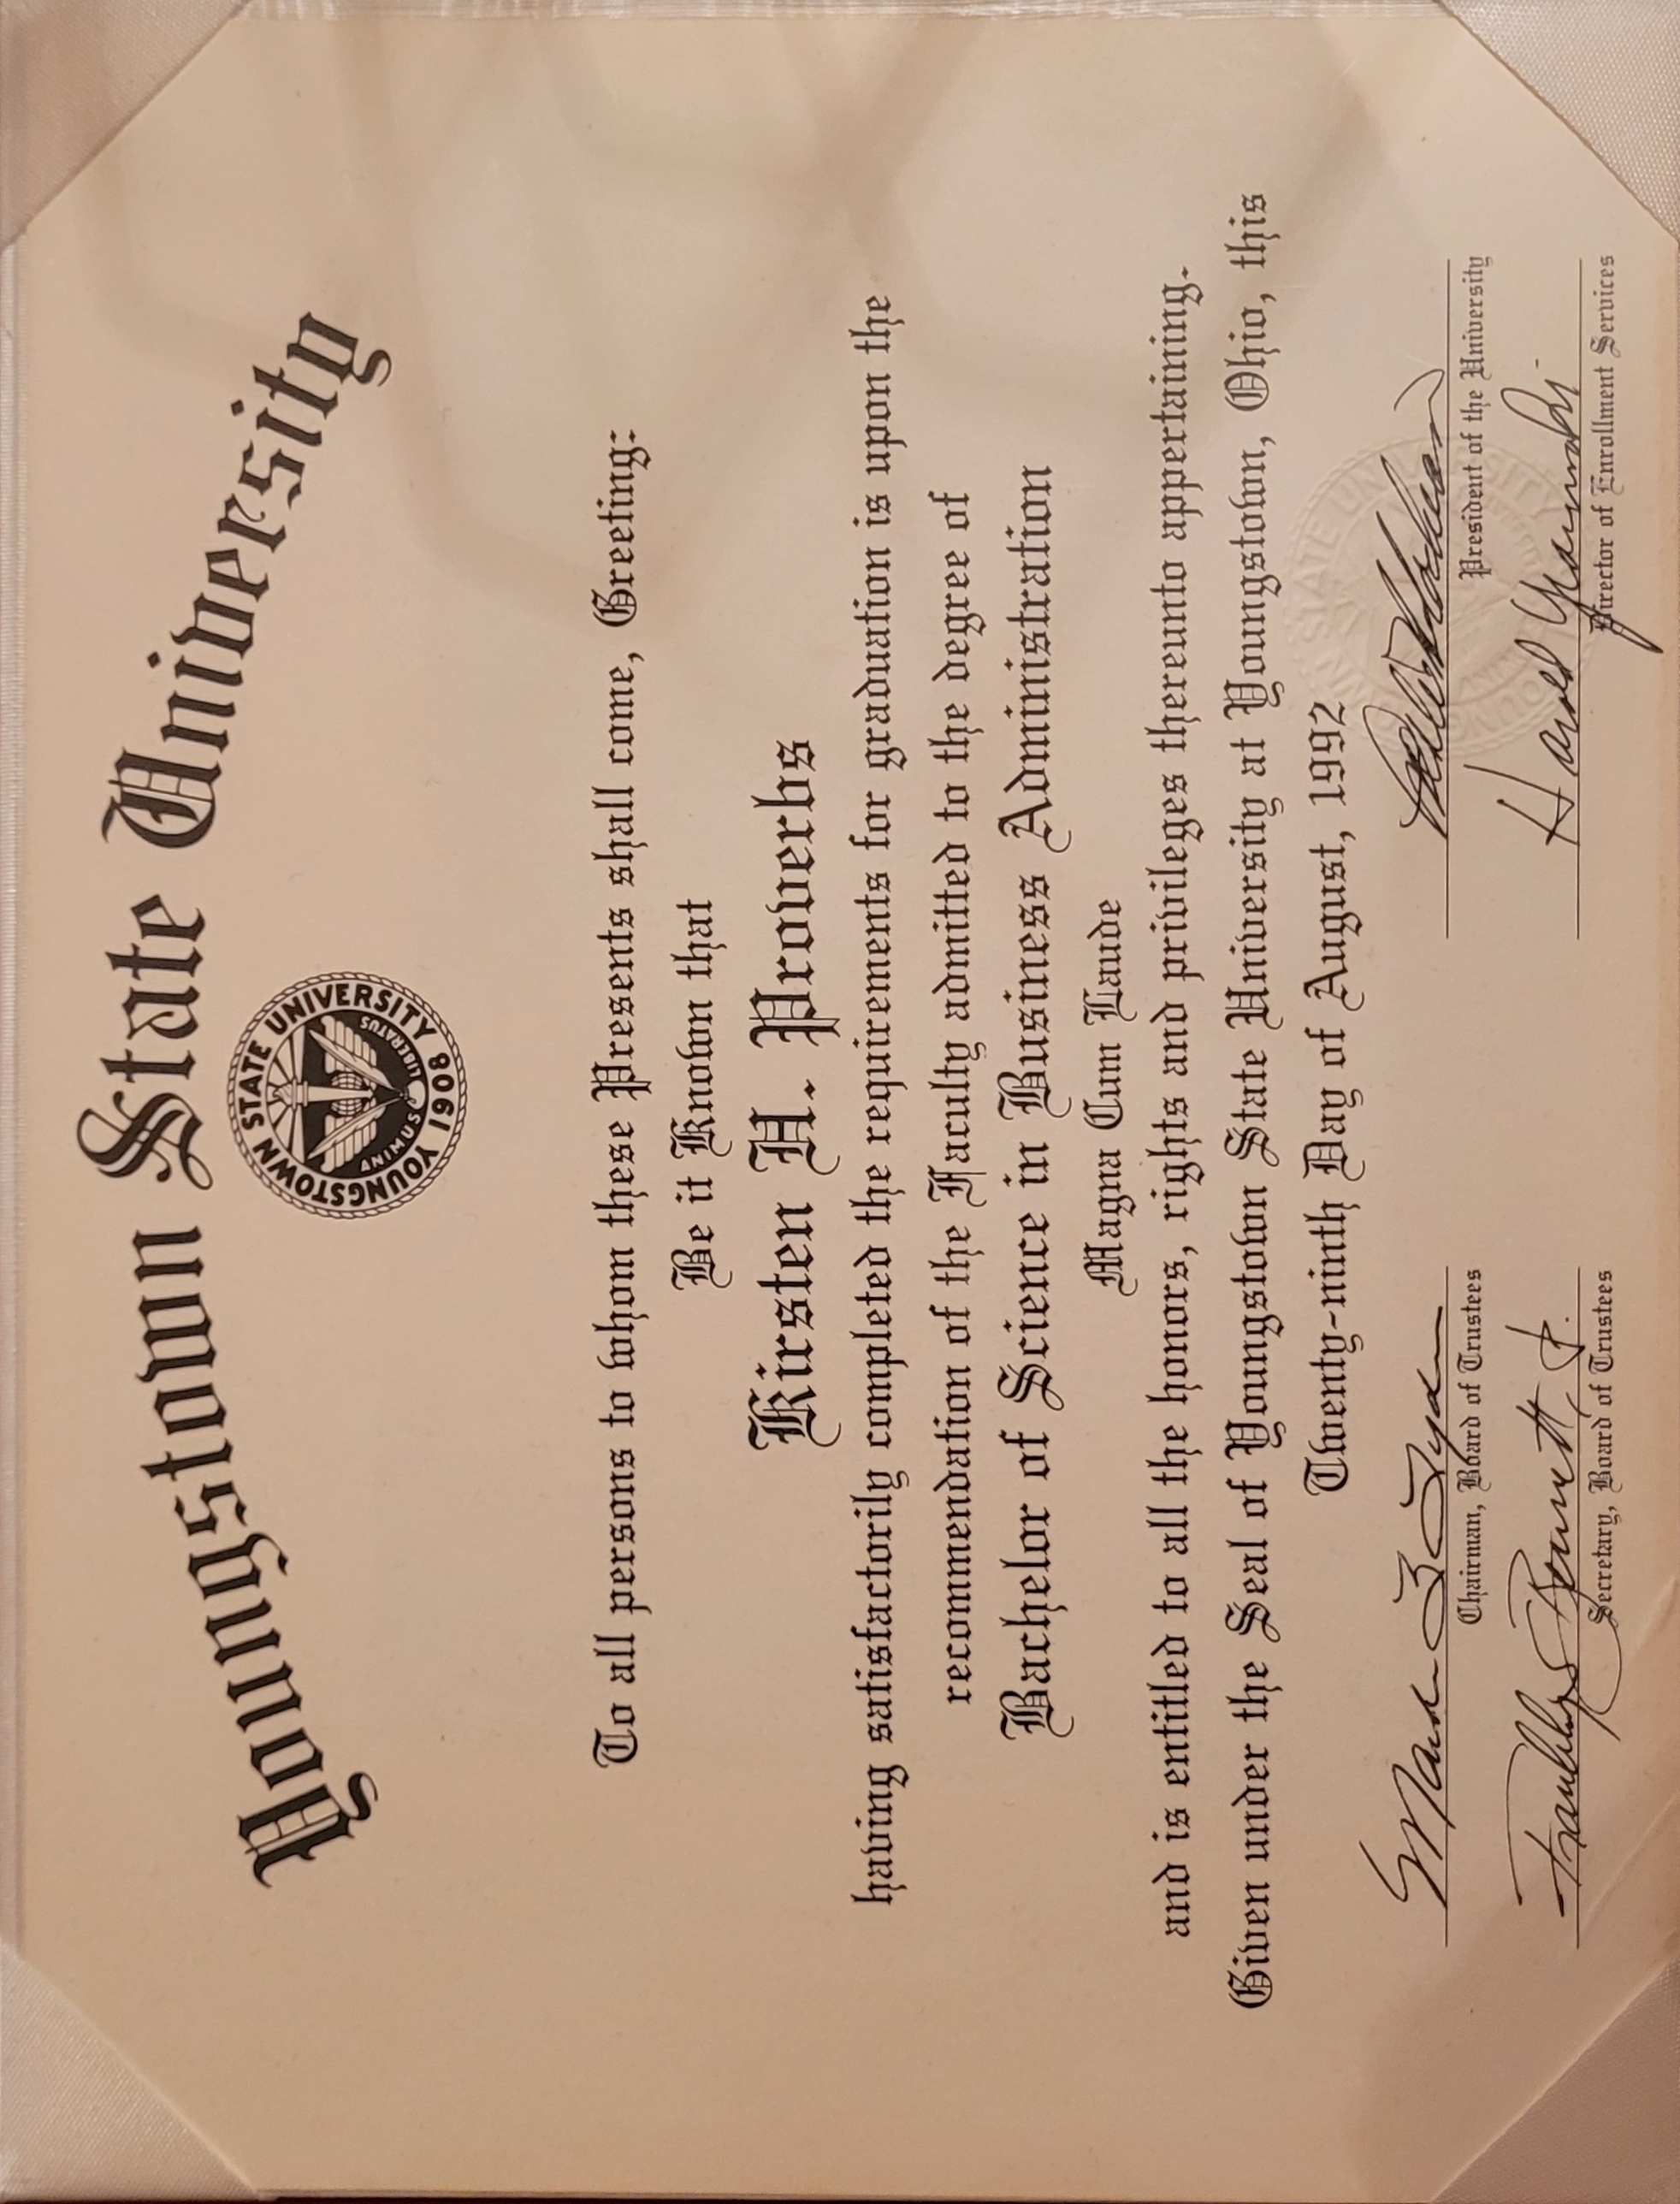 Youngstown State University
YOUNGSTOWN STATE UNIVERSITY 1908
ANIMUS LIBERATUS
To all persons to whom these Presents shall come, Greeting:
Be it Known that
Kirsten H. Proverbs
having satisfactorily completed the requirements for graduation is upon the
recommendation of the Faculty admitted to the degree of
Bachelor of Science in Business Administration
Magna Cum Laude
and is entitled to all the honors, rights and privileges thereunto appertaining.
Given under the Seal of Youngstown State University at Youngstown, Ohio, this
Twenty-ninth Day of August, 1992
Chairman, Board of Trustees
President of the University
Franklin S. Bennett Jr.
Harold
Secretary, Board of Trustees
Director of Enrollment Services